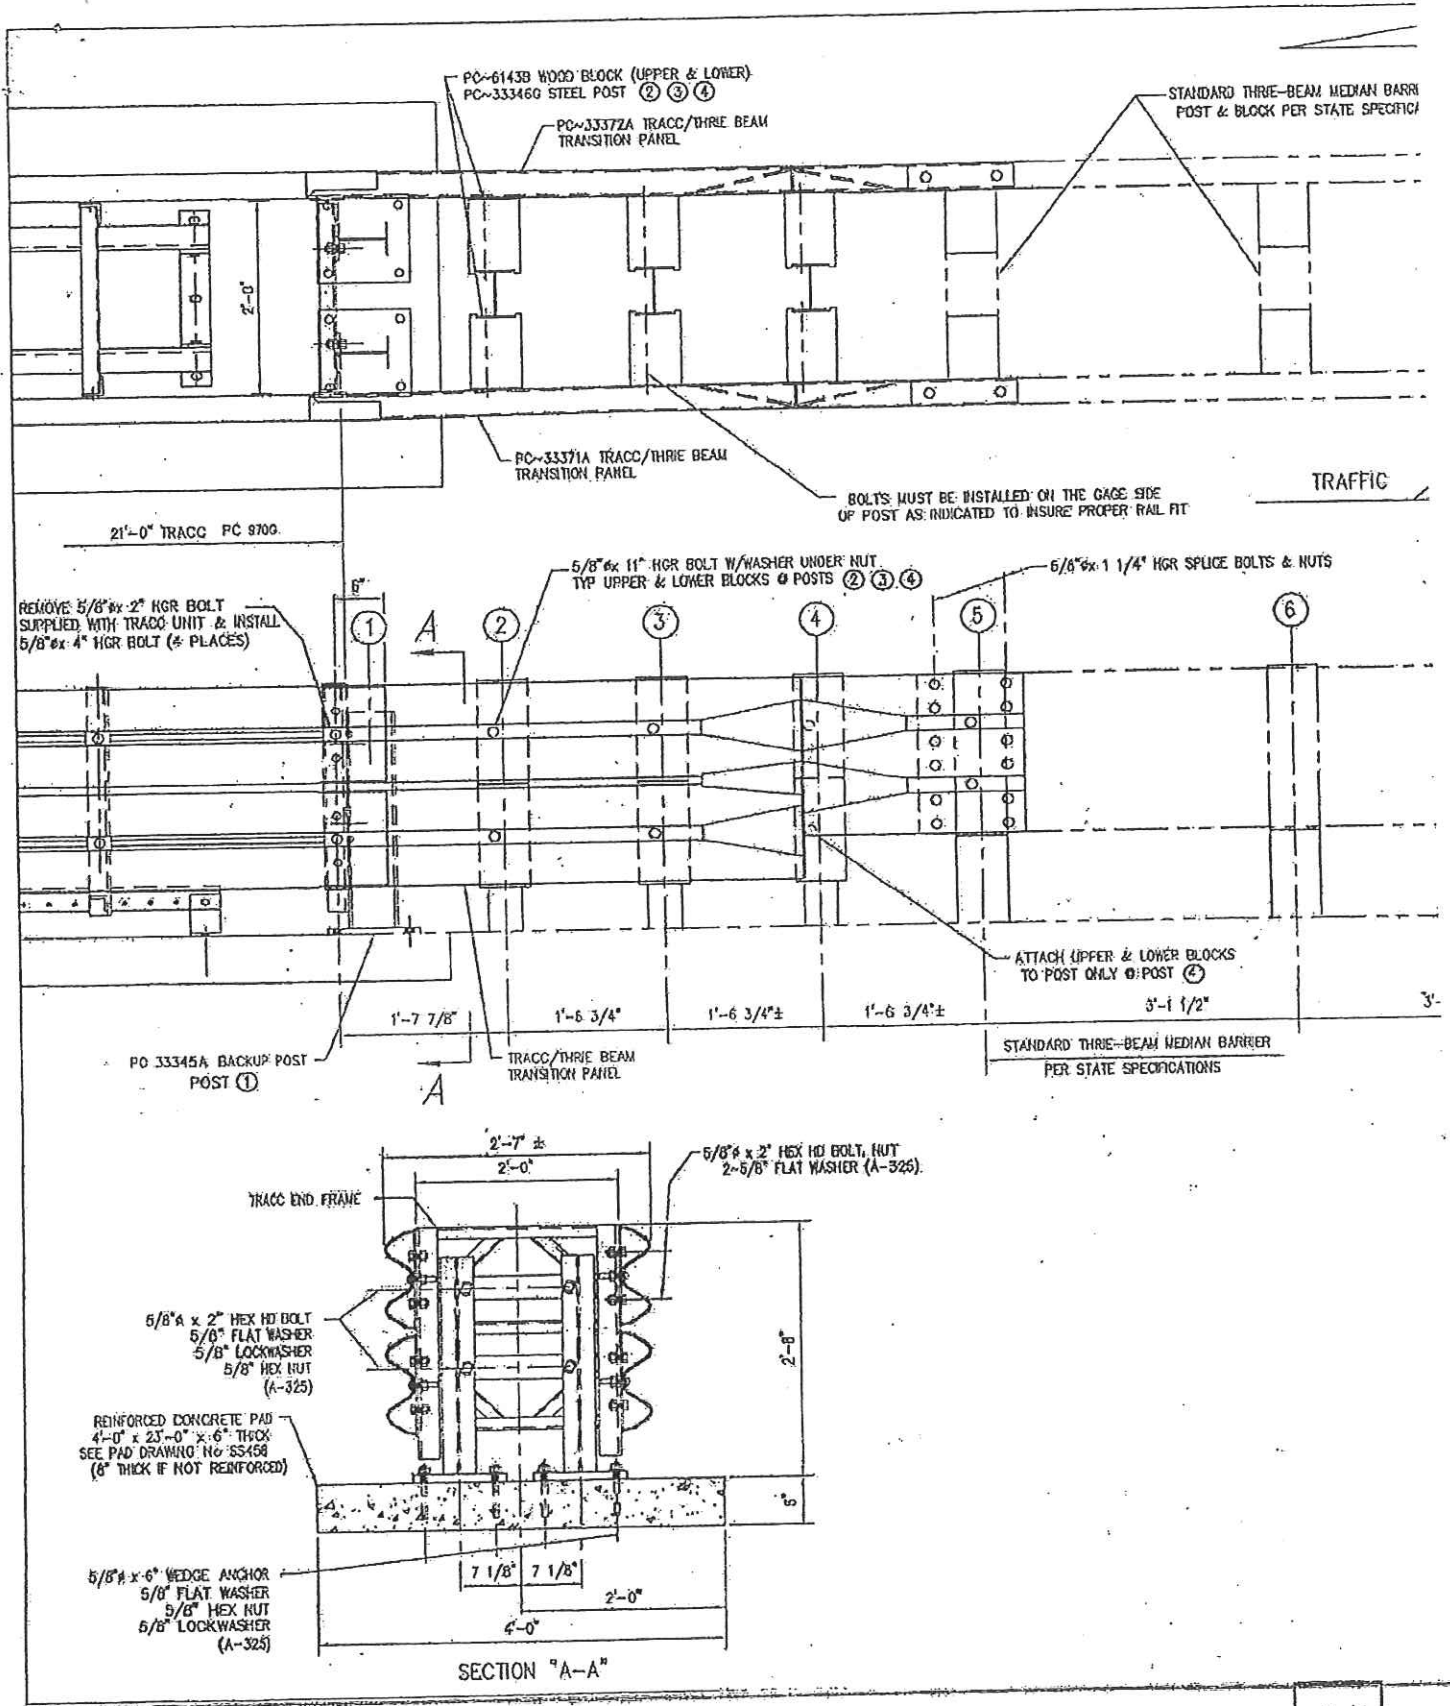 PC~6143B WOOD BLOCK (UPPER & LOWER)
PC~33346G STEEL POST ② ③ ④
PC~33372A TRACC/THRIE BEAM
TRANSITION PANEL
STANDARD THRIE-BEAM MEDIAN BARRI
POST & BLOCK PER STATE SPECIFICA
2'-0"
PC~33371A TRACC/THRIE BEAM
TRANSITION PANEL
BOLTS MUST BE INSTALLED ON THE GAGE SIDE
OF POST AS INDICATED TO INSURE PROPER RAIL FIT
TRAFFIC
21'-0" TRACC PC 970G
5/8"ø x 11" HGR BOLT W/WASHER UNDER NUT
TYP UPPER & LOWER BLOCKS @ POSTS ② ③ ④
5/8"ø x 1 1/4" HGR SPLICE BOLTS & NUTS
REMOVE 5/8"ø x 2" HGR BOLT
SUPPLIED WITH TRACC UNIT & INSTALL
5/8"ø x 4" HGR BOLT (4 PLACES)
6"
① A ② ③ ④ ⑤ ⑥
ATTACH UPPER & LOWER BLOCKS
TO POST ONLY @ POST ④
1'-7 7/8" 1'-6 3/4" 1'-6 3/4"± 1'-6 3/4"± 3'-1 1/2" 3'-
PC 33345A BACKUP POST
POST ①
A
TRACC/THRIE BEAM
TRANSITION PANEL
STANDARD THRIE-BEAM MEDIAN BARRIER
PER STATE SPECIFICATIONS
2'-7" ±
2'-0"
5/8"ø x 2" HEX HD BOLT, NUT
2~5/8" FLAT WASHER (A-325)
TRACC END FRAME
5/8"ø x 2" HEX HD BOLT
5/8" FLAT WASHER
5/8" LOCKWASHER
5/8" HEX NUT
(A-325)
2'-8"
REINFORCED CONCRETE PAD
4'-0" x 23'-0" x 6" THICK
SEE PAD DRAWING No SS458
(8" THICK IF NOT REINFORCED)
5/8"ø x 6" WEDGE ANCHOR
5/8" FLAT WASHER
5/8" HEX NUT
5/8" LOCKWASHER
(A-325)
7 1/8" 7 1/8"
2'-0"
4'-0"
SECTION "A-A"